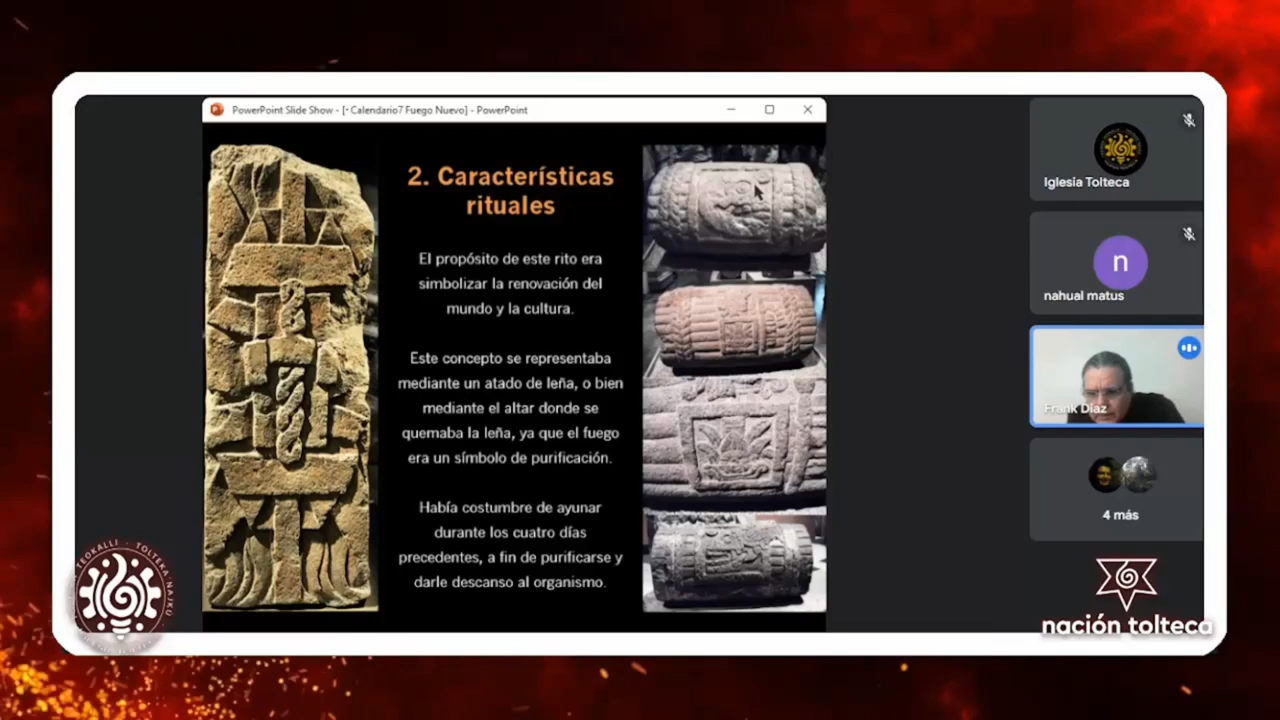 PowerPoint Slide Show - [· Calendario7 Fuego Nuevo] - PowerPoint
2. Características
rituales
El propósito de este rito era
simbolizar la renovación del
mundo y la cultura.
Este concepto se representaba
mediante un atado de leña, o bien
mediante el altar donde se
quemaba la leña, ya que el fuego
era un símbolo de purificación.
Había costumbre de ayunar
durante los cuatro días
precedentes, a fin de purificarse y
darle descanso al organismo.
Iglesia Tolteca
n
nahual matus
Frank Díaz
4 más
TEOKALLI · TOLTEKA
nación tolteca